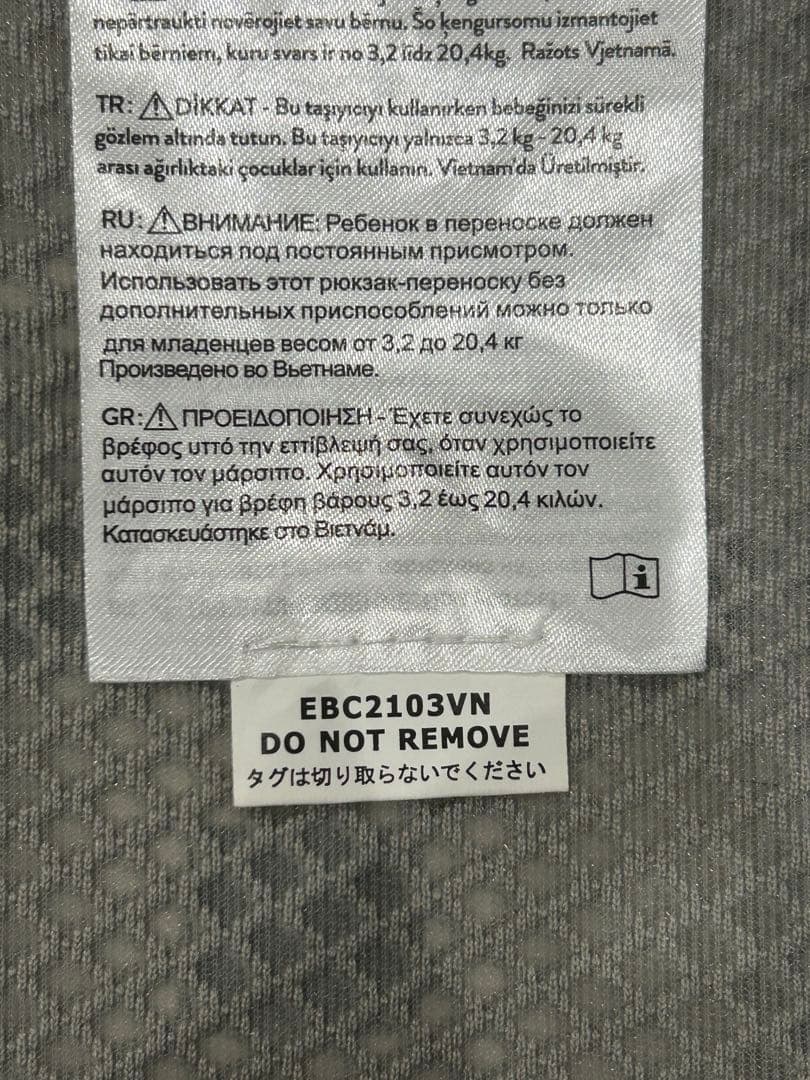 nepārtraukti novērojiet savu bērnu. Šo ķengursomu izmantojiet
tikai bērniem, kuru svars ir no 3,2 līdz 20,4kg. Ražots Vjetnamā.
TR: ⚠DİKKAT - Bu taşıyıcıyı kullanırken bebeğinizi sürekli
gözlem altında tutun. Bu taşıyıcıyı yalnızca 3,2 kg - 20,4 kg
arası ağırlıktaki çocuklar için kullanın. Vietnam'da Üretilmiştir.
RU: ⚠ВНИМАНИЕ: Ребенок в переноске должен
находиться под постоянным присмотром.
Использовать этот рюкзак-переноску без
дополнительных приспособлений можно только
для младенцев весом от 3,2 до 20,4 кг
Произведено во Вьетнаме.
GR:⚠ΠΡΟΕΙΔΟΠΟΙΗΣΗ - Έχετε συνεχώς το
βρέφος υπό την επίβλεψή σας, όταν χρησιμοποιείτε
αυτόν τον μάρσιπο. Χρησιμοποιείτε αυτόν τον
μάρσιπο για βρέφη βάρους 3,2 έως 20,4 κιλών.
Κατασκευάστηκε στο Βιετνάμ.
i
EBC2103VN
DO NOT REMOVE
タグは切り取らないでください